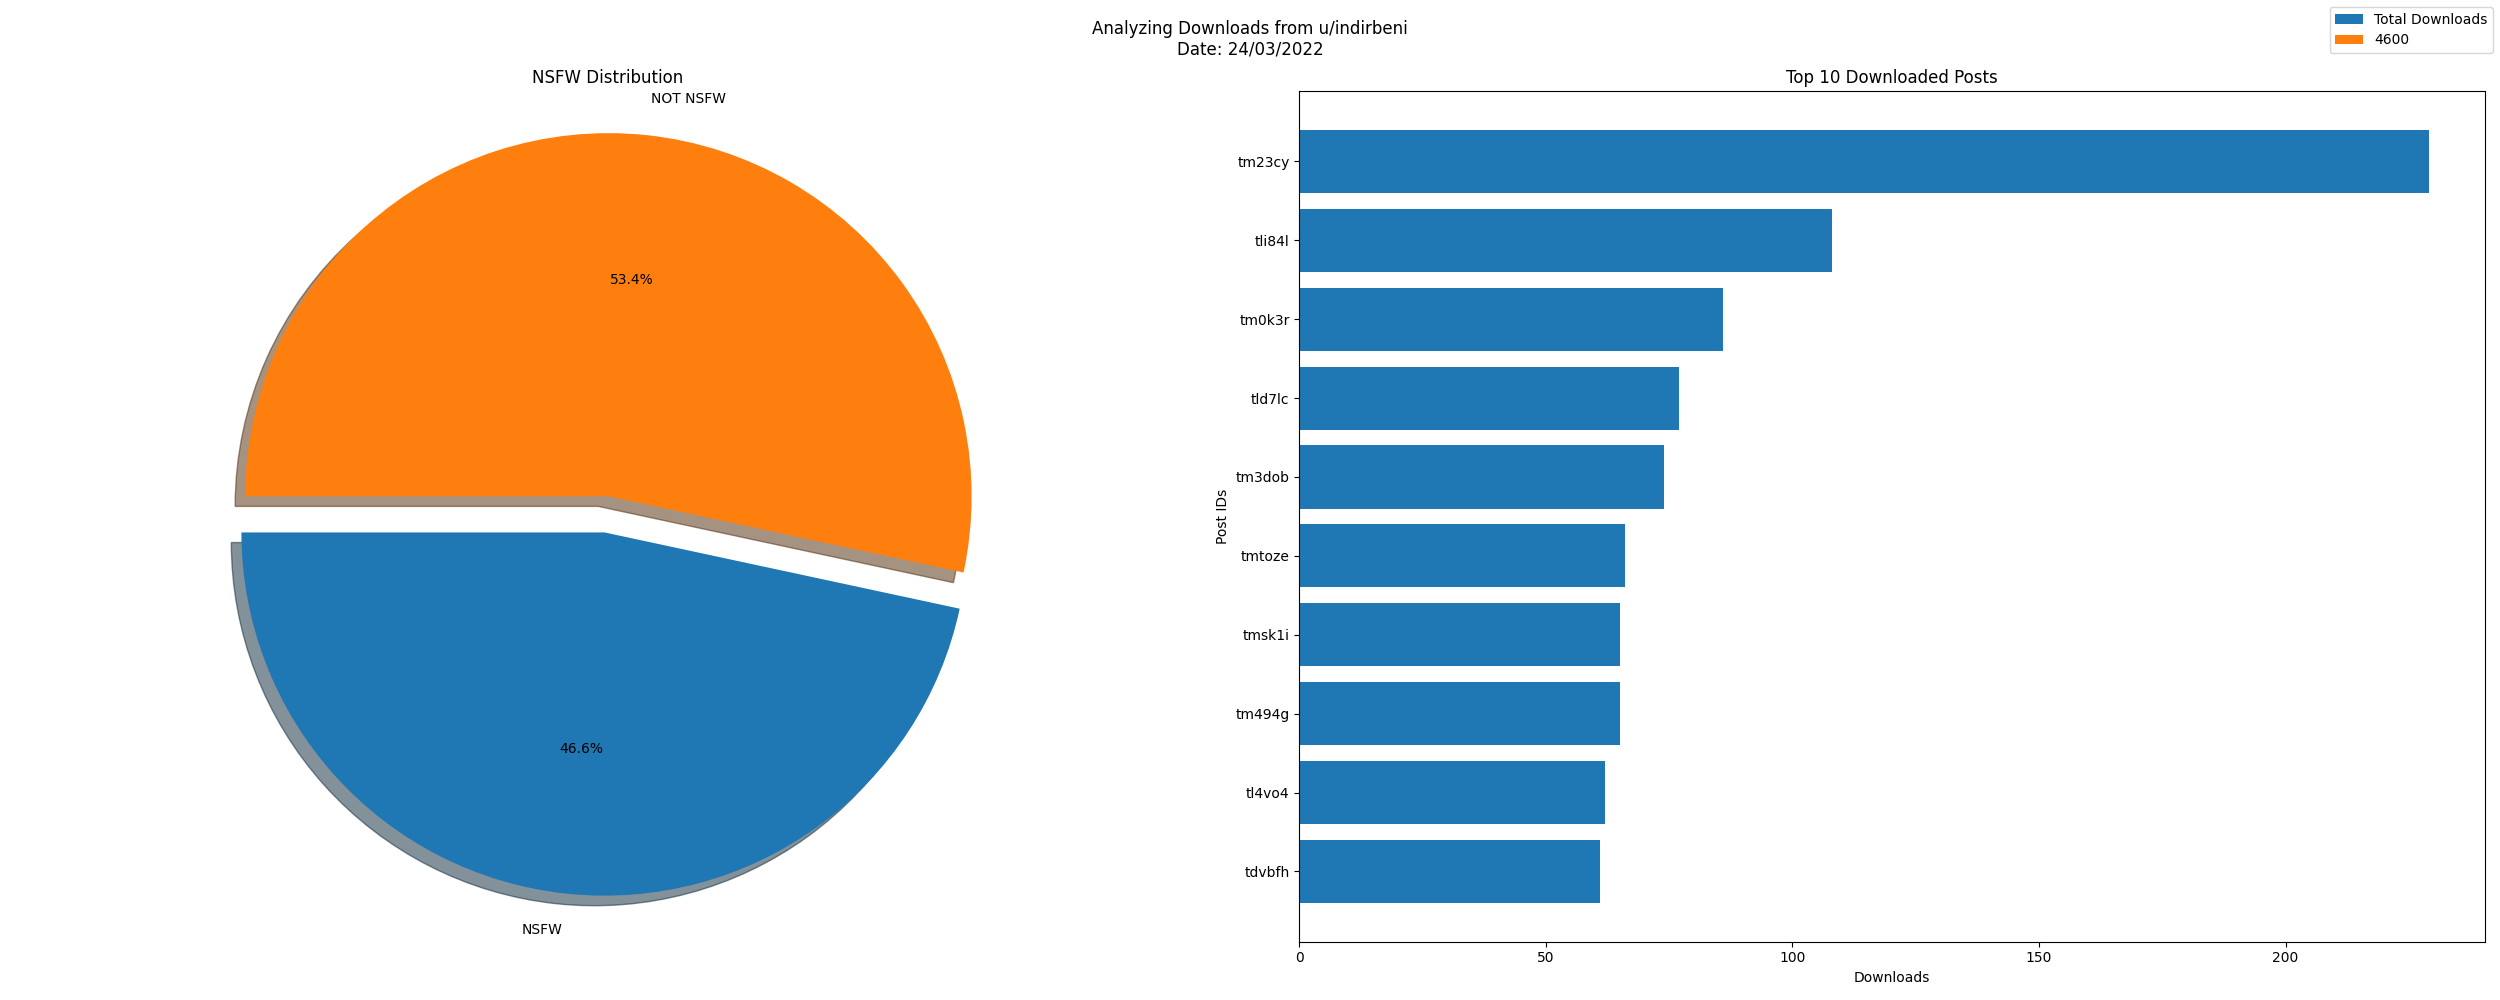 Analyzing Downloads from u/indirbeni
Date: 24/03/2022
Total Downloads
4600
NSFW Distribution
NOT NSFW
53.4%
46.6%
NSFW
Top 10 Downloaded Posts
Post IDs
tm23cy
tli84l
tm0k3r
tld7lc
tm3dob
tmtoze
tmsk1i
tm494g
tl4vo4
tdvbfh
0 50 100 150 200
Downloads